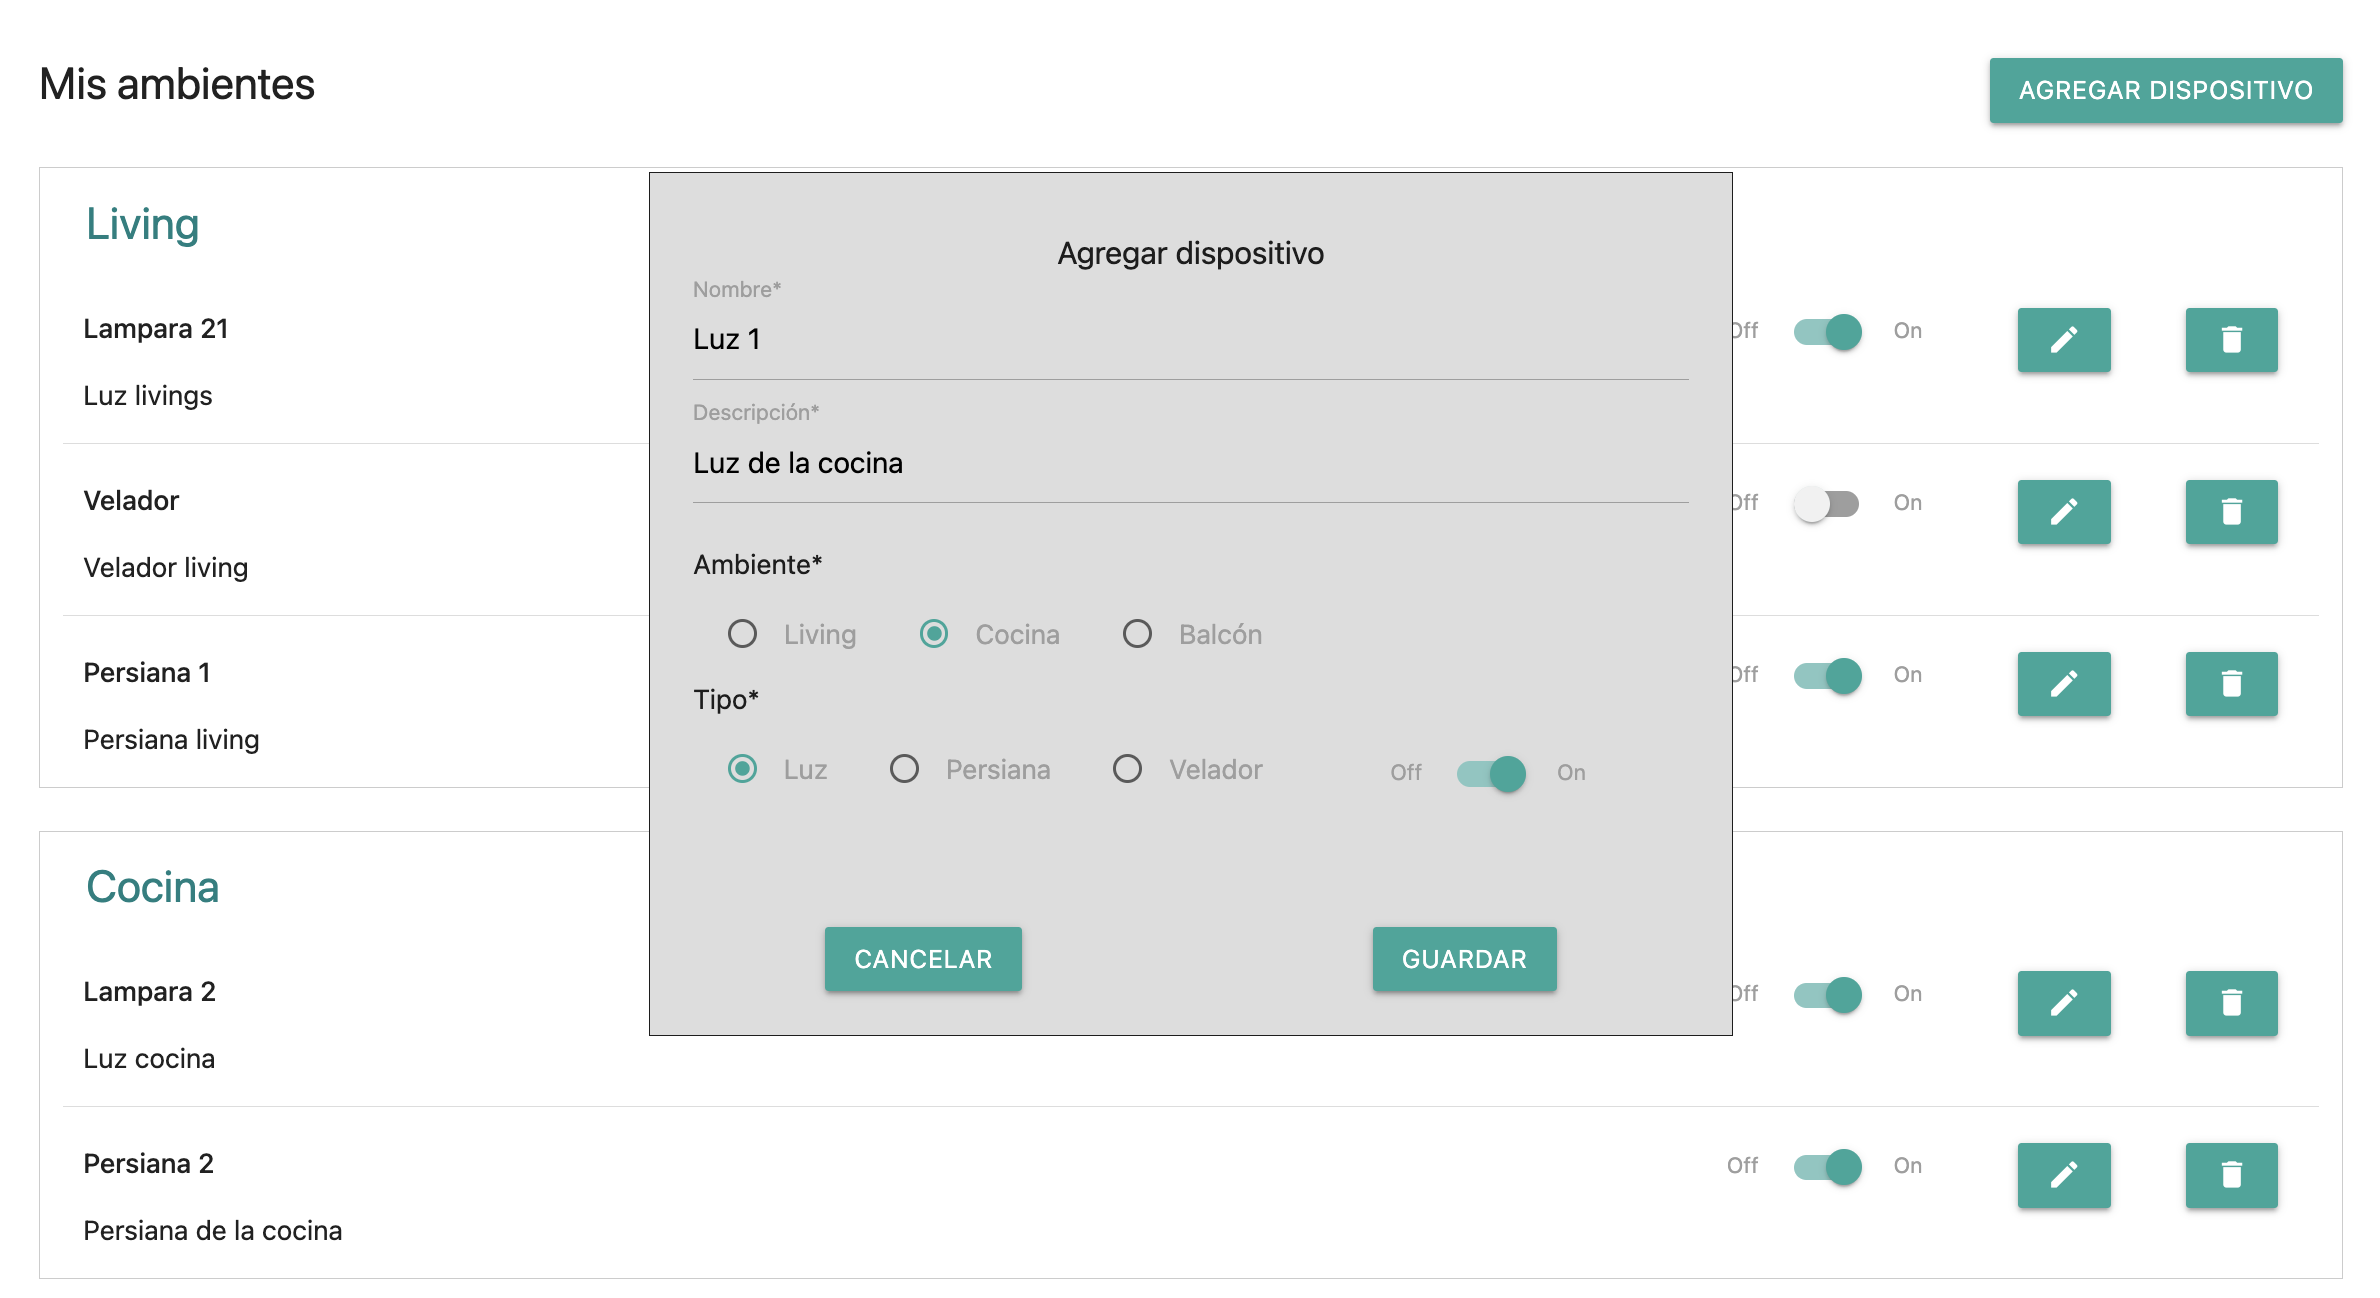 Mis ambientes
AGREGAR DISPOSITIVO
Living
Lampara 21
Luz livings
Off On
Velador
Velador living
Off On
Persiana 1
Persiana living
Off On
Agregar dispositivo
Nombre*
Luz 1
Descripción*
Luz de la cocina
Ambiente*
Living Cocina Balcón
Tipo*
Luz Persiana Velador Off On
CANCELAR GUARDAR
Cocina
Lampara 2
Luz cocina
Off On
Persiana 2
Persiana de la cocina
Off On